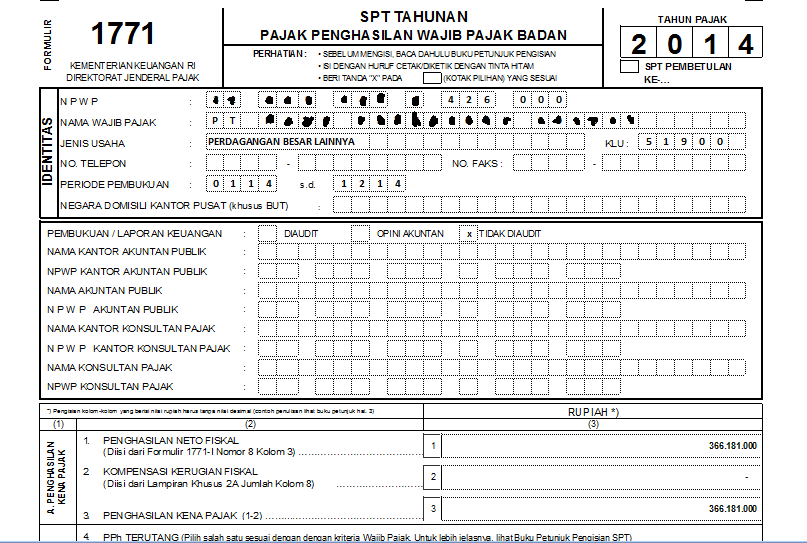 FORMULIR
1771
KEMENTERIAN KEUANGAN RI
DIREKTORAT JENDERAL PAJAK
SPT TAHUNAN
PAJAK PENGHASILAN WAJIB PAJAK BADAN
PERHATIAN : • SEBELUM MENGISI, BACA DAHULU BUKU PETUNJUK PENGISIAN
• ISI DENGAN HURUF CETAK/DIKETIK DENGAN TINTA HITAM
• BERI TANDA "X" PADA (KOTAK PILIHAN) YANG SESUAI
TAHUN PAJAK
2 0 1 4
SPT PEMBETULAN
KE-...
IDENTITAS
N P W P : 4 2 6 0 0 0
NAMA WAJIB PAJAK : P T
JENIS USAHA : PERDAGANGAN BESAR LAINNYA KLU : 5 1 9 0 0
NO. TELEPON : - NO. FAKS : -
PERIODE PEMBUKUAN : 0 1 1 4 s.d. 1 2 1 4
NEGARA DOMISILI KANTOR PUSAT (khusus BUT) :
PEMBUKUAN / LAPORAN KEUANGAN : DIAUDIT OPINI AKUNTAN x TIDAK DIAUDIT
NAMA KANTOR AKUNTAN PUBLIK :
NPWP KANTOR AKUNTAN PUBLIK :
NAMA AKUNTAN PUBLIK :
N P W P AKUNTAN PUBLIK :
NAMA KANTOR KONSULTAN PAJAK :
N P W P KANTOR KONSULTAN PAJAK :
NAMA KONSULTAN PAJAK :
NPWP KONSULTAN PAJAK :
*) Pengisian kolom-kolom yang berisi nilai rupiah harus tanpa nilai desimal (contoh penulisan lihat buku petunjuk hal. 3)
RUPIAH *)
(1) (2) (3)
A. PENGHASILAN KENA PAJAK
1. PENGHASILAN NETO FISKAL
(Diisi dari Formulir 1771-I Nomor 8 Kolom 3) ........................ 1 366.181.000
2 KOMPENSASI KERUGIAN FISKAL
(Diisi dari Lampiran Khusus 2A Jumlah Kolom 8) ........................ 2 -
3. PENGHASILAN KENA PAJAK (1-2) ........................ 3 366.181.000
4. PPh TERUTANG (Pilih salah satu sesuai dengan dengan kriteria Wajib Pajak. Untuk lebih jelasnya, lihat Buku Petunjuk Pengisian SPT)